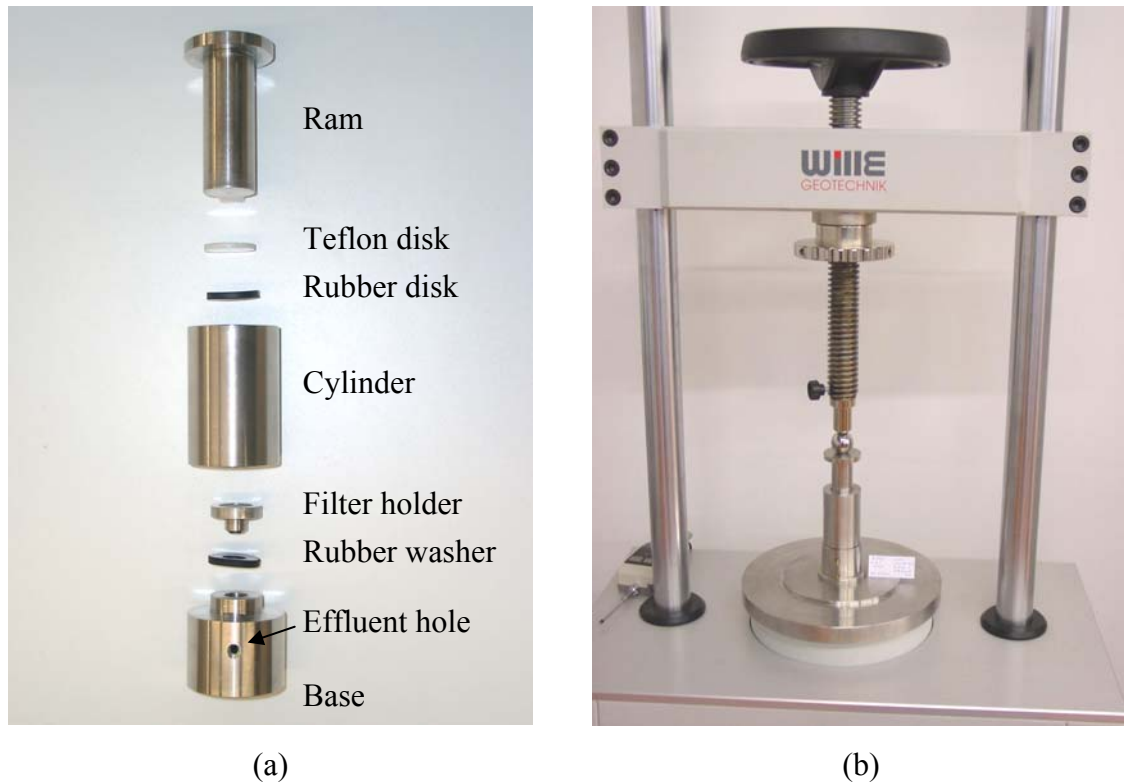 Ram
Teflon disk
Rubber disk
Cylinder
Filter holder
Rubber washer
Effluent hole
Base
WillE
GEOTECHNIK
(a)
(b)